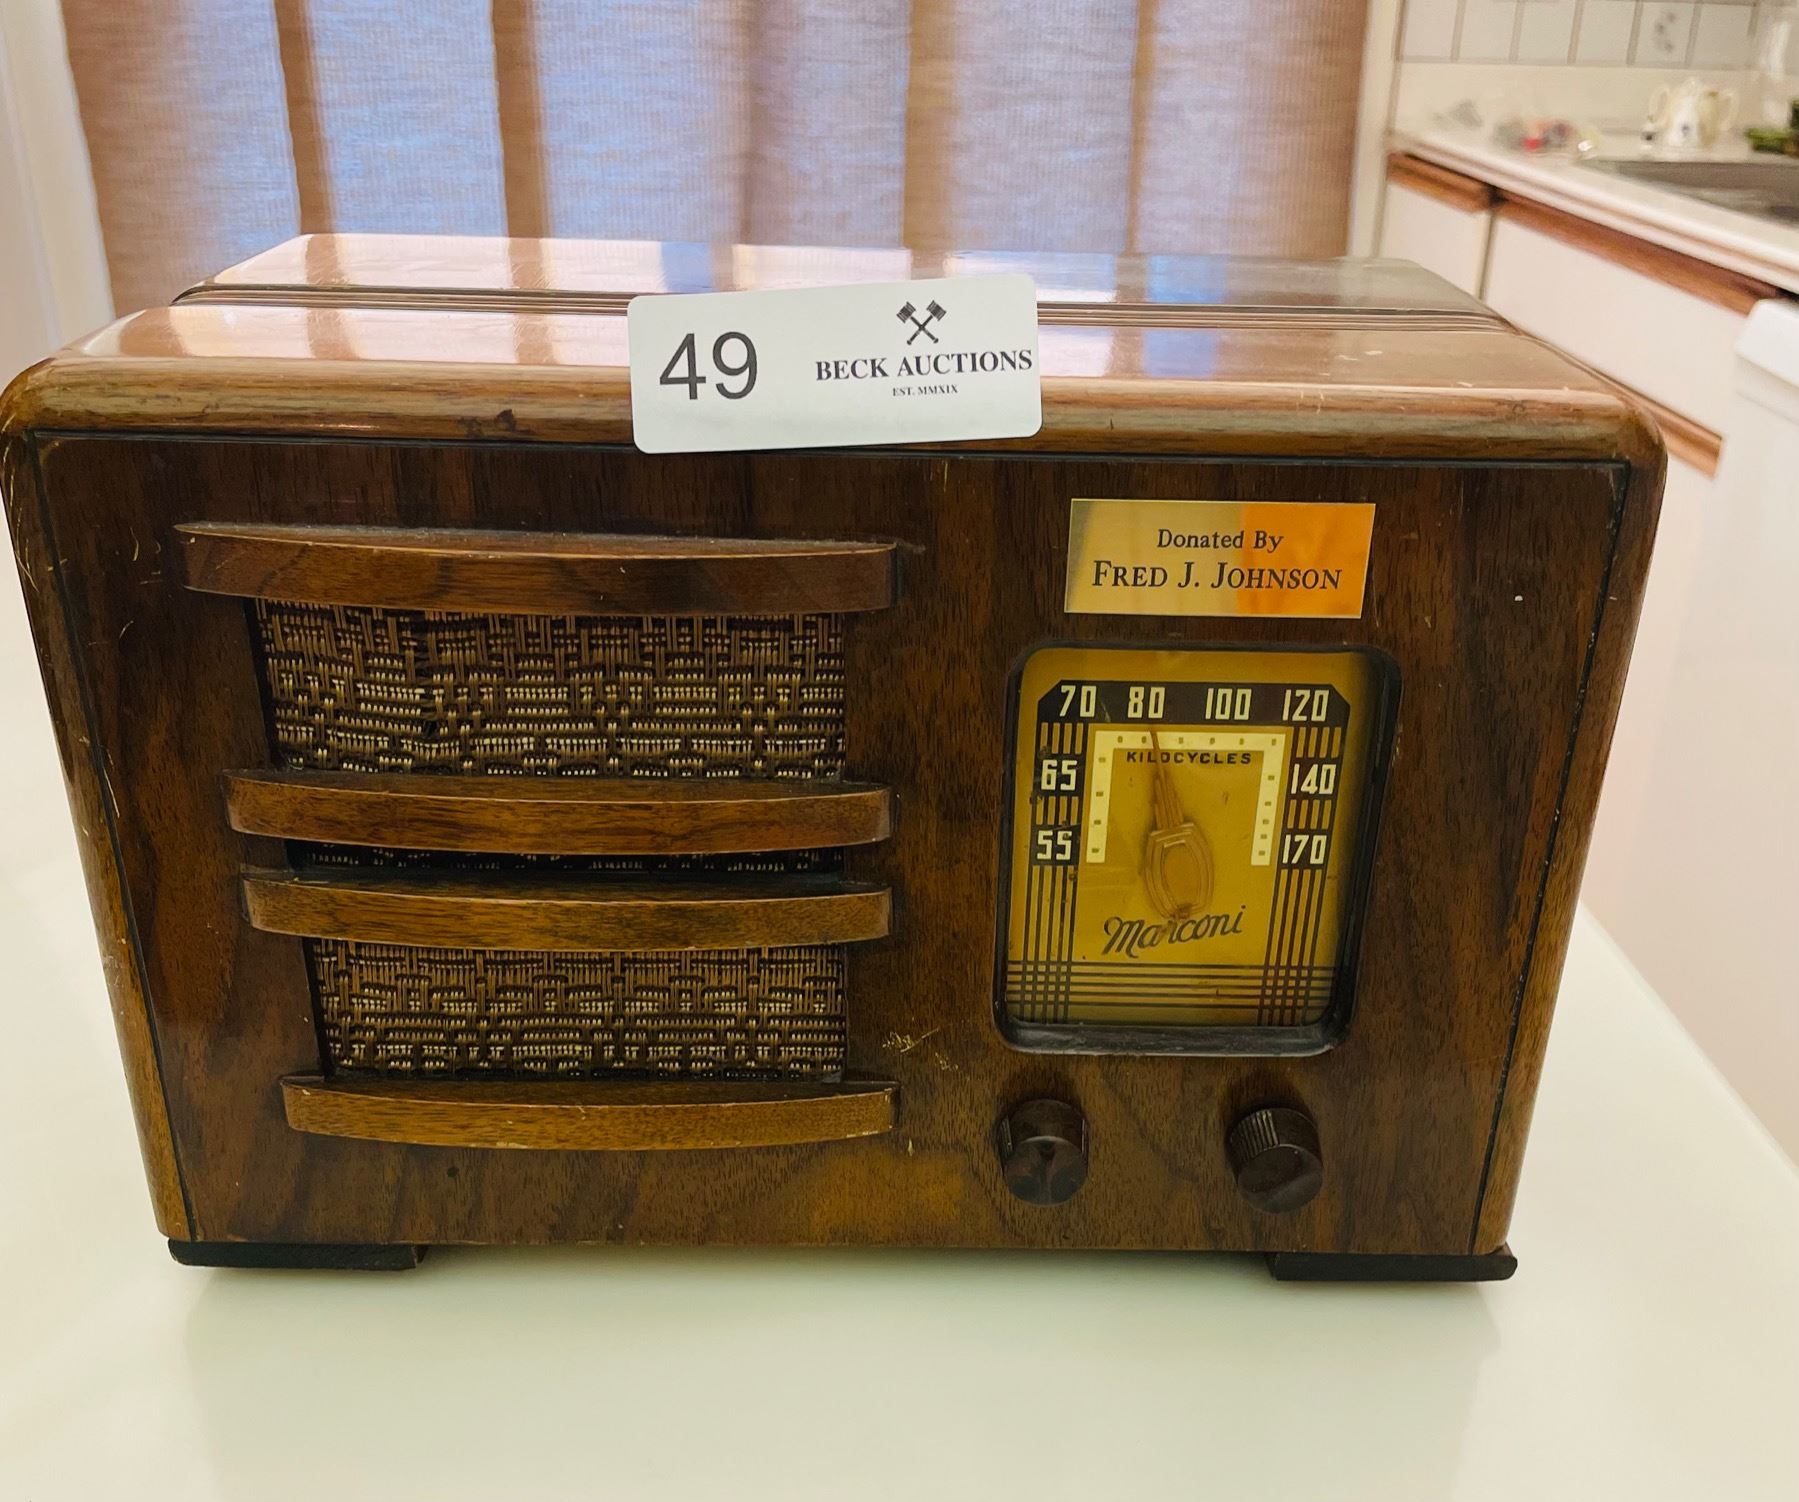 49
BECK AUCTIONS
EST. MMXIX
Donated By
FRED J. JOHNSON
70 80 100 120
KILOCYCLES
65 140
55 170
Marconi